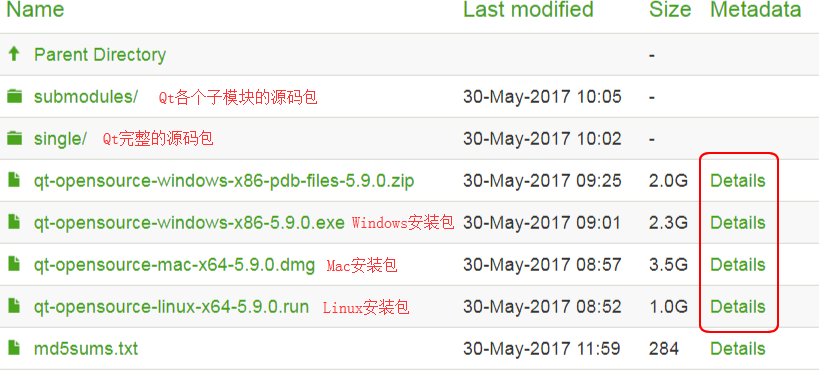 Name Last modified Size Metadata
Parent Directory -
submodules/ Qt各个子模块的源码包 30-May-2017 10:05 -
single/ Qt完整的源码包 30-May-2017 10:02 -
qt-opensource-windows-x86-pdb-files-5.9.0.zip 30-May-2017 09:25 2.0G Details
qt-opensource-windows-x86-5.9.0.exe Windows安装包 30-May-2017 09:01 2.3G Details
qt-opensource-mac-x64-5.9.0.dmg Mac安装包 30-May-2017 08:57 3.5G Details
qt-opensource-linux-x64-5.9.0.run Linux安装包 30-May-2017 08:52 1.0G Details
md5sums.txt 30-May-2017 11:59 284 Details